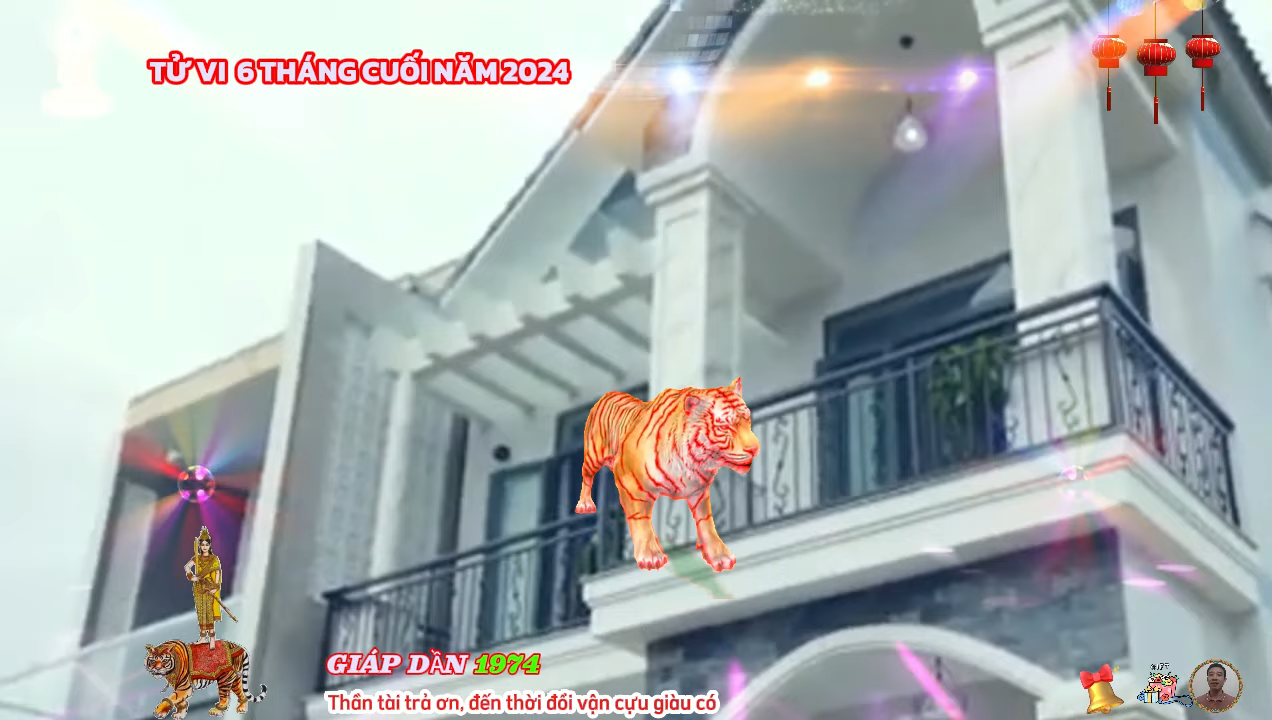 TỬ VI 6 THÁNG CUỐI NĂM 2024
GIÁP DẦN 1974
Thần tài trả ơn, đến thời đổi vận cựu giàu có